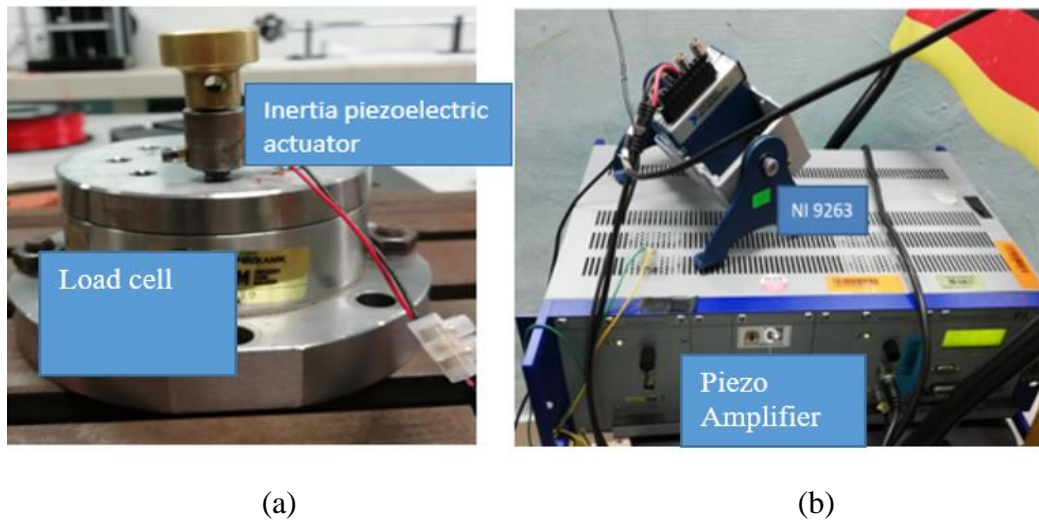 Inertia piezoelectric
actuator
Load cell
NI 9263
Piezo
Amplifier
(a)
(b)